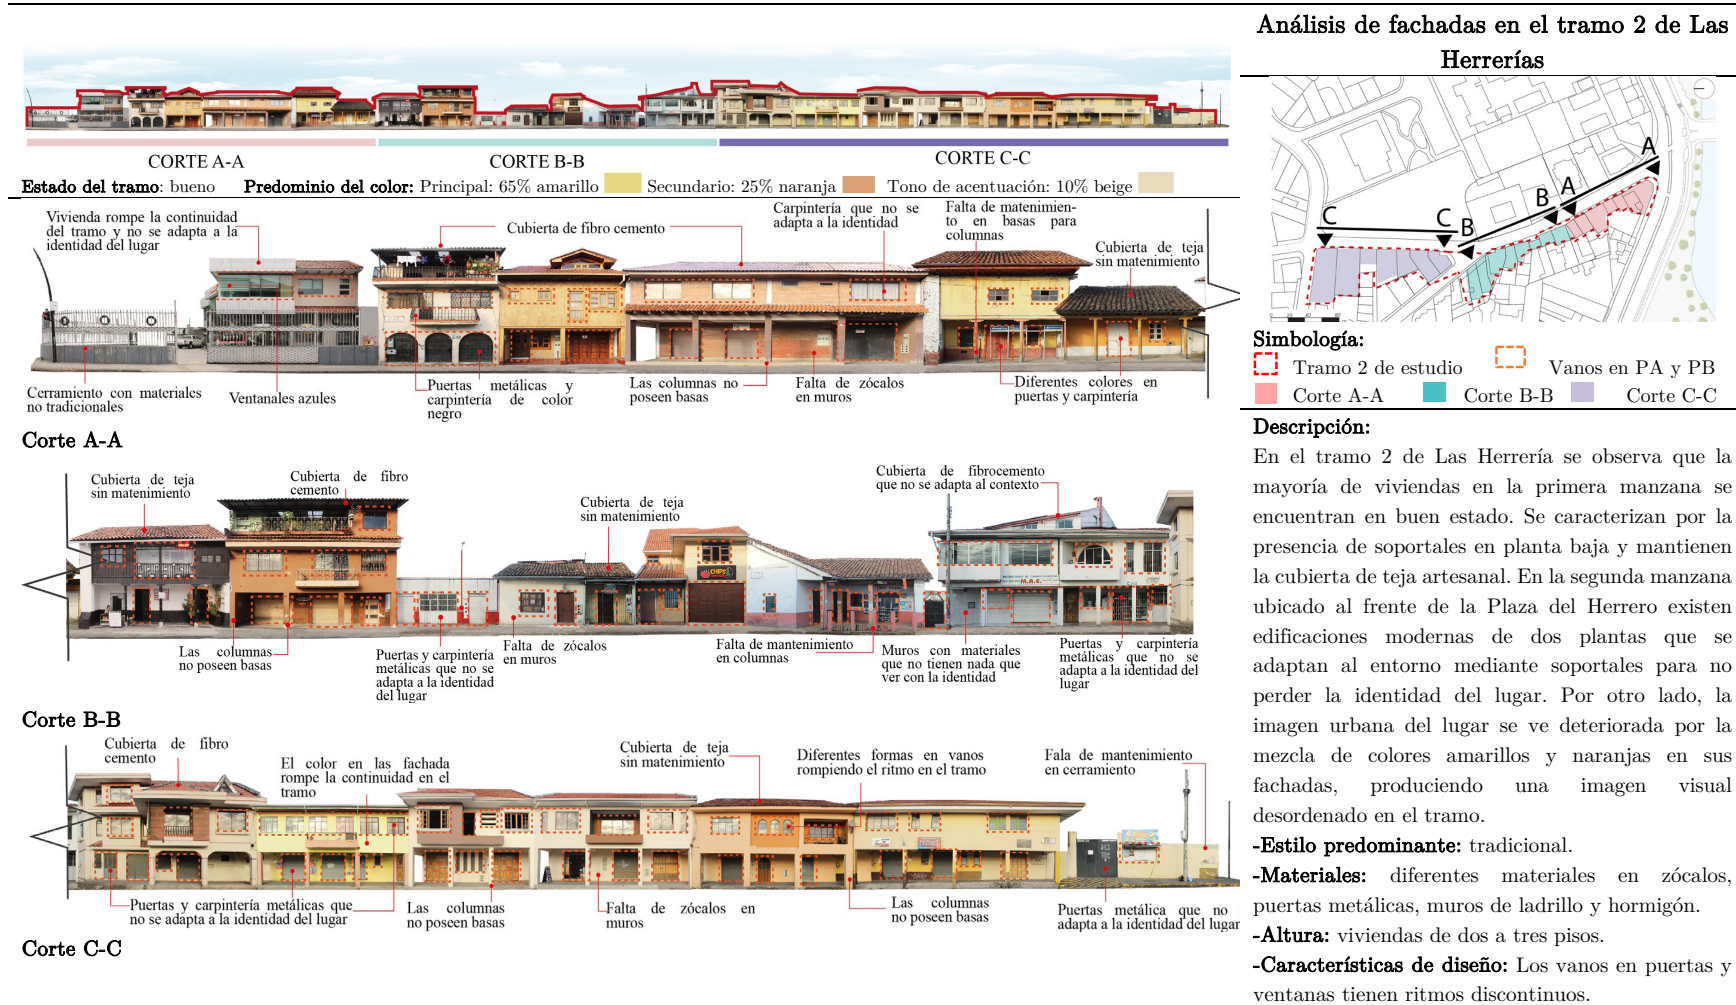 Análisis de fachadas en el tramo 2 de Las
Herrerías
CORTE A-A
CORTE B-B
CORTE C-C
Estado del tramo: bueno Predominio del color: Principal: 65% amarillo Secundario: 25% naranja Tono de acentuación: 10% beige
Vivienda rompe la continuidad
del tramo y no se adapta a la
identidad del lugar
Cubierta de fibro cemento
Carpintería que no se
adapta a la identidad
Falta de matenimien-
to en basas para
columnas
Cubierta de teja
sin matenimiento
Cerramiento con materiales
no tradicionales
Ventanales azules
Puertas metálicas y
carpintería de color
negro
Las columnas no
poseen basas
Falta de zócalos
en muros
Diferentes colores en
puertas y carpintería
Corte A-A
Cubierta de teja
sin matenimiento
Cubierta de fibro
cemento
Cubierta de teja
sin matenimiento
Cubierta de fibrocemento
que no se adapta al contexto
CHIPS
M.A.C.
Las columnas
no poseen basas
Puertas y carpintería
metálicas que no se
adapta a la identidad
del lugar
Falta de zócalos
en muros
Falta de mantenimiento
en columnas
Muros con materiales
que no tienen nada que
ver con la identidad
Puertas y carpintería
metálicas que no se
adapta a la identidad del
lugar
Corte B-B
Cubierta de fibro
cemento
El color en las fachada
rompe la continuidad en el
tramo
Cubierta de teja
sin matenimiento
Diferentes formas en vanos
rompiendo el ritmo en el tramo
Fala de mantenimiento
en cerramiento
Puertas y carpintería metálicas que
no se adapta a la identidad del lugar
Las columnas
no poseen basas
Falta de zócalos en
muros
Las columnas
no poseen basas
Puertas metálica que no
adapta a la identidad del lugar
Corte C-C
A
B
A
C
C
B
Simbología:
Tramo 2 de estudio
Vanos en PA y PB
Corte A-A
Corte B-B
Corte C-C
Descripción:
En el tramo 2 de Las Herrería se observa que la
mayoría de viviendas en la primera manzana se
encuentran en buen estado. Se caracterizan por la
presencia de soportales en planta baja y mantienen
la cubierta de teja artesanal. En la segunda manzana
ubicado al frente de la Plaza del Herrero existen
edificaciones modernas de dos plantas que se
adaptan al entorno mediante soportales para no
perder la identidad del lugar. Por otro lado, la
imagen urbana del lugar se ve deteriorada por la
mezcla de colores amarillos y naranjas en sus
fachadas, produciendo una imagen visual
desordenado en el tramo.
-Estilo predominante: tradicional.
-Materiales: diferentes materiales en zócalos,
puertas metálicas, muros de ladrillo y hormigón.
-Altura: viviendas de dos a tres pisos.
-Características de diseño: Los vanos en puertas y
ventanas tienen ritmos discontinuos.